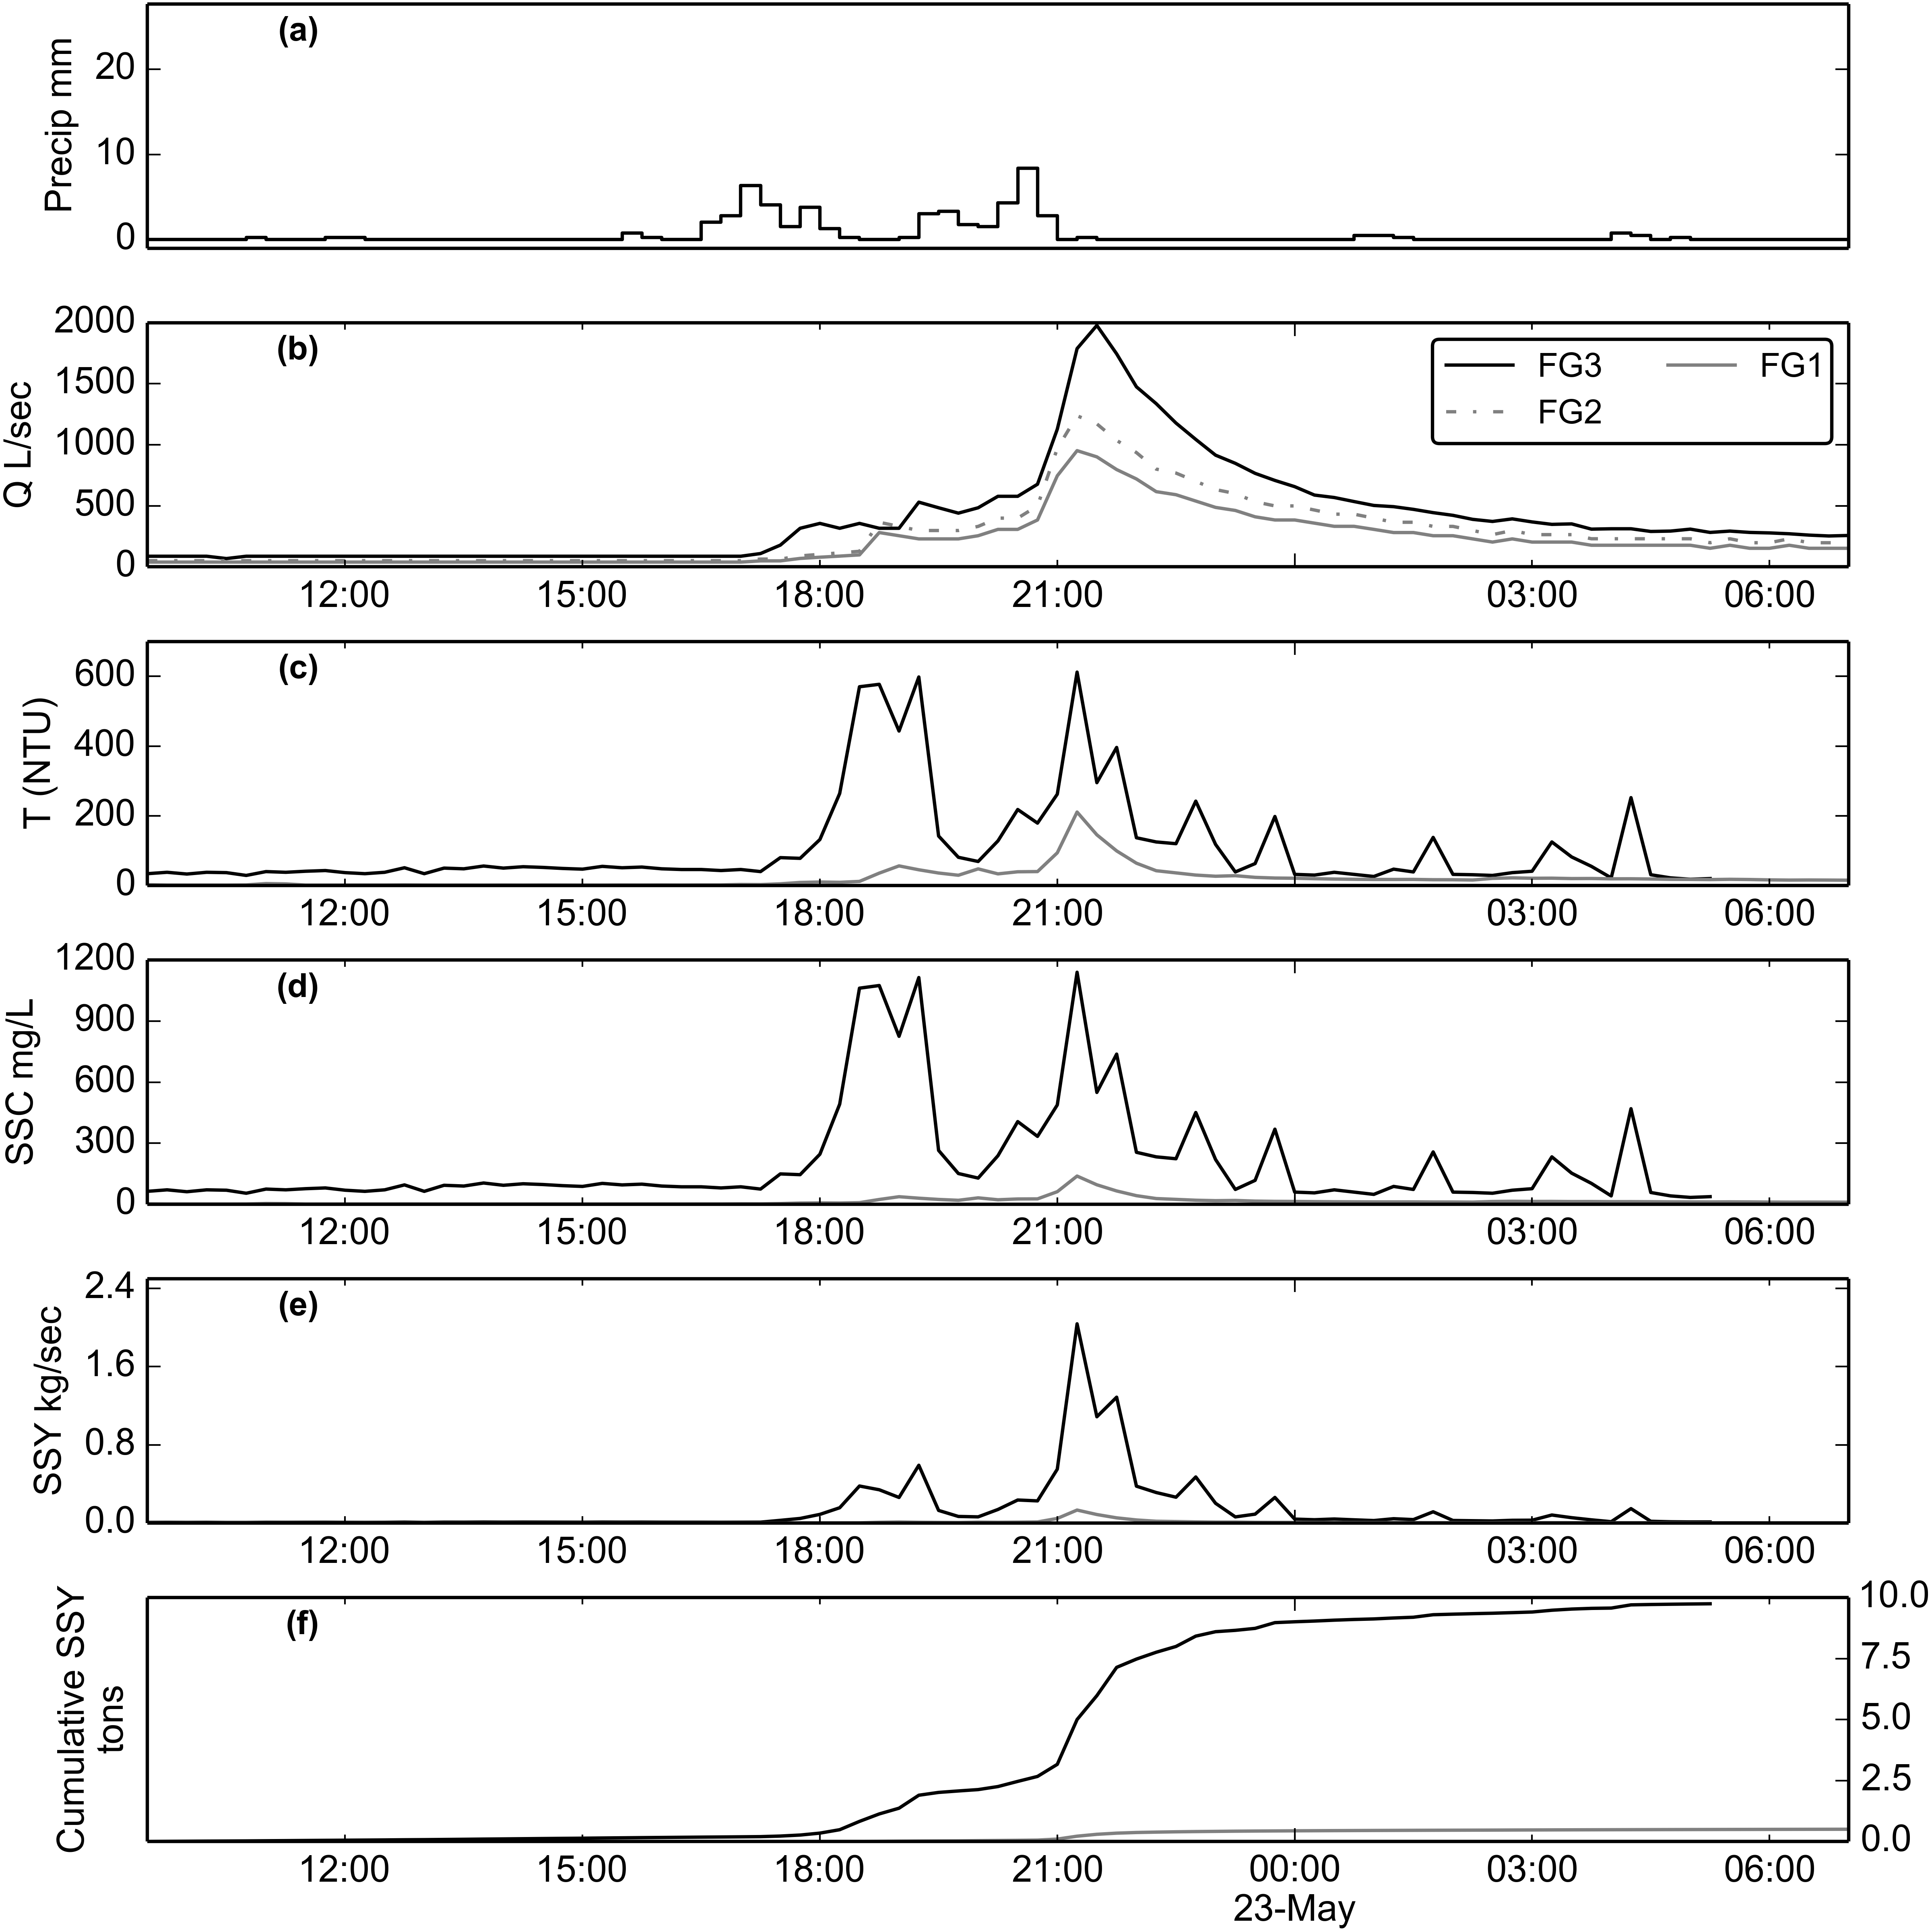 (a)
Precip mm
20
10
0
(b)
Q L/sec
2000
1500
1000
500
0
FG3 FG1
FG2
12:00 15:00 18:00 21:00 03:00 06:00
(c)
T (NTU)
600
400
200
0
12:00 15:00 18:00 21:00 03:00 06:00
(d)
SSC mg/L
1200
900
600
300
0
12:00 15:00 18:00 21:00 03:00 06:00
(e)
SSY kg/sec
2.4
1.6
0.8
0.0
12:00 15:00 18:00 21:00 03:00 06:00
(f)
Cumulative SSY
tons
10.0
7.5
5.0
2.5
0.0
12:00 15:00 18:00 21:00 00:00 03:00 06:00
23-May